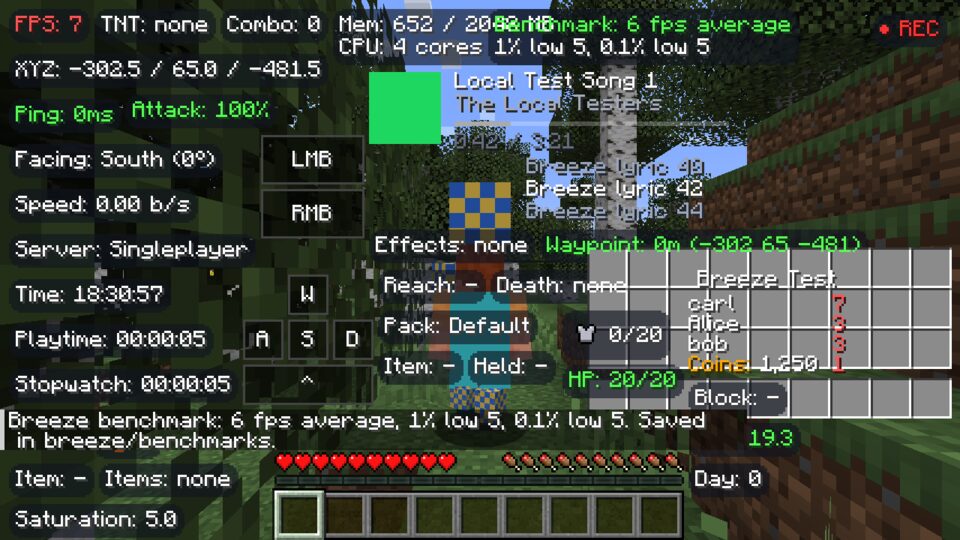 FPS: 7 TNT: none Combo: 0 Mem: 652 / 2048 MB
Benchmark: 6 fps average
REC
CPU: 4 cores 1% low 5, 0.1% low 5
XYZ: -302.5 / 65.0 / -481.5
Local Test Song 1
The Local Testers
Ping: 0ms Attack: 100%
0:42 / 3:21
Facing: South (0°)
LMB
Breeze lyric 40
Breeze lyric 42
Breeze lyric 44
Speed: 0.00 b/s
RMB
Server: Singleplayer
Effects: none Waypoint: 0m (-302 65 -481)
Breeze Test
Time: 18:30:57
W
Reach: - Death: none
carl 7
Alice 3
bob 3
Coins: 1,250 1
Playtime: 00:00:05
A S D
Pack: Default
0/20
Stopwatch: 00:00:05
^
Item: - Held: -
HP: 20/20
Block: -
Breeze benchmark: 6 fps average, 1% low 5, 0.1% low 5. Saved
in breeze/benchmarks.
19.3
Item: - Items: none
Day: 0
Saturation: 5.0